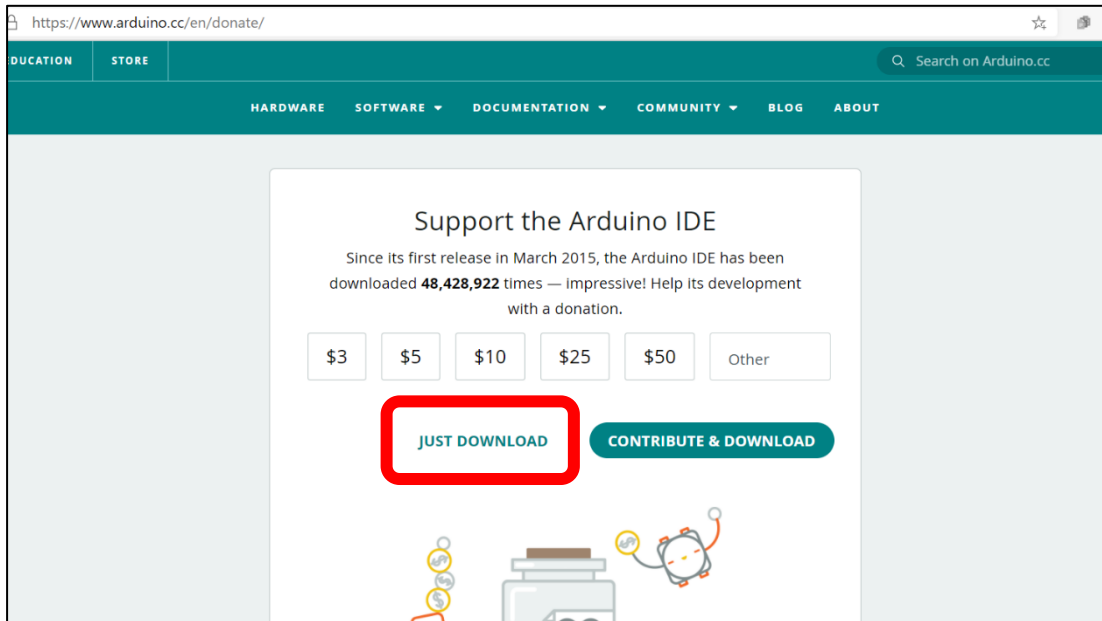 https://www.arduino.cc/en/donate/
EDUCATION STORE Search on Arduino.cc
HARDWARE SOFTWARE DOCUMENTATION COMMUNITY BLOG ABOUT
Support the Arduino IDE
Since its first release in March 2015, the Arduino IDE has been
downloaded 48,428,922 times — impressive! Help its development
with a donation.
$3 $5 $10 $25 $50 Other
JUST DOWNLOAD CONTRIBUTE & DOWNLOAD